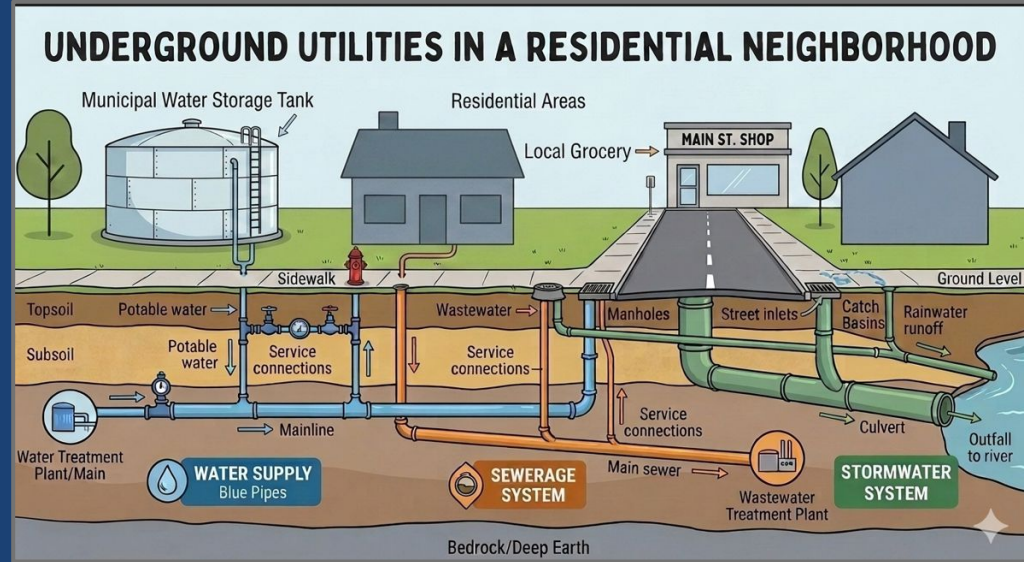 UNDERGROUND UTILITIES IN A RESIDENTIAL NEIGHBORHOOD
Municipal Water Storage Tank
Residential Areas
Local Grocery
MAIN ST. SHOP
Sidewalk
Ground Level
Topsoil
Potable water
Wastewater
Manholes
Street inlets
Catch
Basins
Rainwater
runoff
Subsoil
Potable
water
Service
connections
Service
connections
Mainline
Service
connections
Culvert
Outfall
to river
Water Treatment
Plant/Main
WATER SUPPLY
Blue Pipes
SEWERAGE
SYSTEM
Main sewer
Wastewater
Treatment Plant
STORMWATER
SYSTEM
Bedrock/Deep Earth